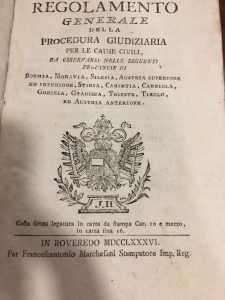 REGOLAMENTO
GENERALE
DELLA
PROCEDURA GIUDIZIARIA
PER LE CAUSE CIVILI,
DA OSSERVARSI NELLE SEGUENTI
PROVINCIE DI
BOEMIA, MORAVIA, SILESIA, AUSTRIA SUPERIORE
ED INFERIORE, STIRIA, CARINTIA, CARNIOLA,
GORIZIA, GRADISCA, TRIESTE, TIROLO,
ED AUSTRIA ANTERIORE.
J. II.
Costa senza legatura in carta da stampa Car. 10 e mezzo,
in carta fina 16.
IN ROVEREDO MDCCLXXXVI.
Per Francescantonio Marchesani Stampatore Imp. Reg.